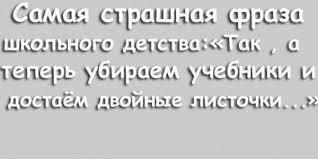 Самая страшная фраза
школьного детства:«Так , а
теперь убираем учебники и
достаём двойные листочки...»